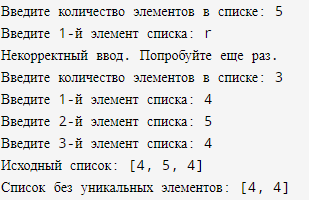 Введите количество элементов в списке: 5
Введите 1-й элемент списка: r
Некорректный ввод. Попробуйте еще раз.
Введите количество элементов в списке: 3
Введите 1-й элемент списка: 4
Введите 2-й элемент списка: 5
Введите 3-й элемент списка: 4
Исходный список: [4, 5, 4]
Список без уникальных элементов: [4, 4]